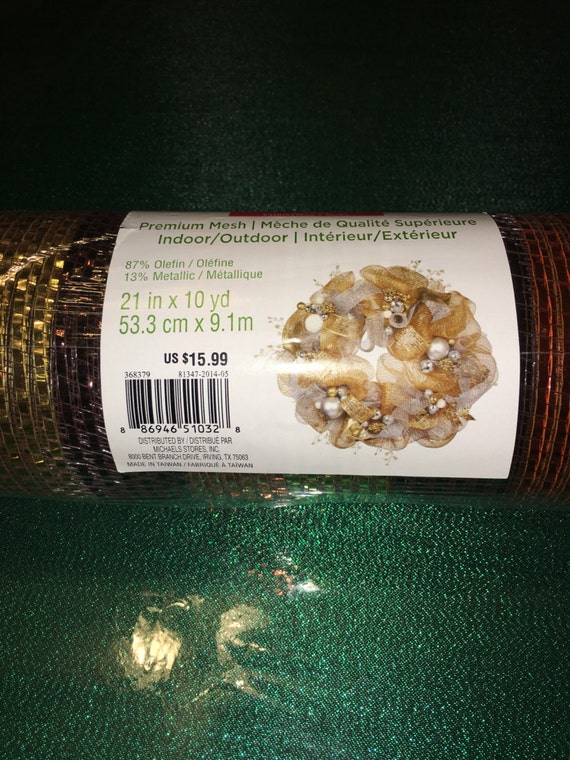 Premium Mesh | Mèche de Qualité Supérieure
Indoor/Outdoor | Intérieur/Extérieur
87% Olefin / Oléfine
13% Metallic / Métallique
21 in x 10 yd
53.3 cm x 9.1m
US $15.99
368379 81347-2014-05
8 86946 51032 8
DISTRIBUTED BY / DISTRIBUÉ PAR
MICHAELS STORES, INC.
8000 BENT BRANCH DRIVE, IRVING, TX 75063
MADE IN TAIWAN / FABRIQUÉ À TAÏWAN